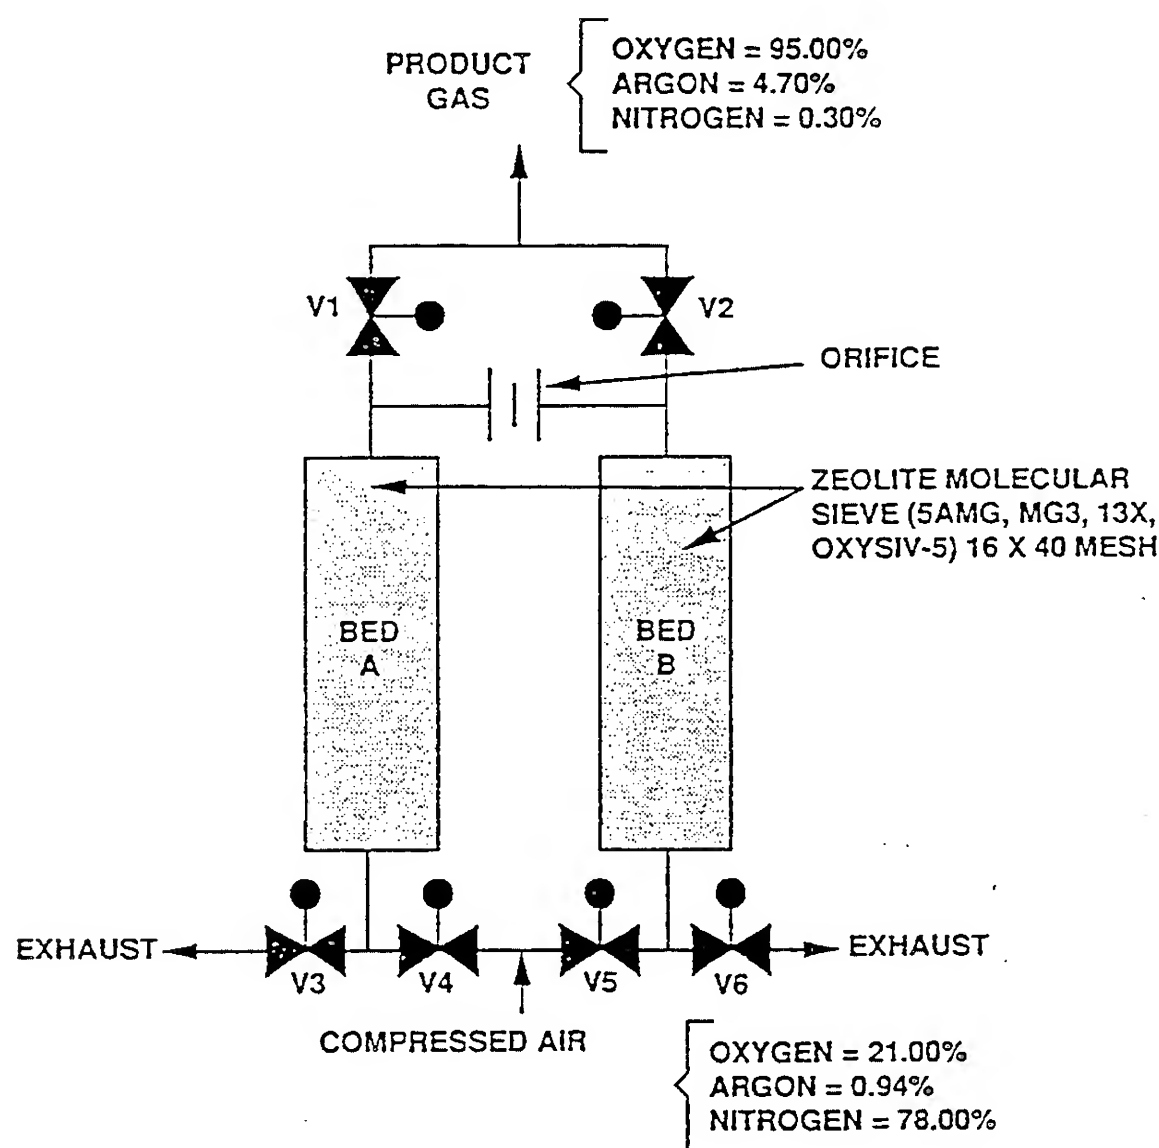 PRODUCT
GAS
OXYGEN = 95.00%
ARGON = 4.70%
NITROGEN = 0.30%
V1
V2
ORIFICE
ZEOLITE MOLECULAR
SIEVE (5AMG, MG3, 13X,
OXYSIV-5) 16 X 40 MESH
BED
A
BED
B
EXHAUST
V3
V4
V5
V6
EXHAUST
COMPRESSED AIR
OXYGEN = 21.00%
ARGON = 0.94%
NITROGEN = 78.00%